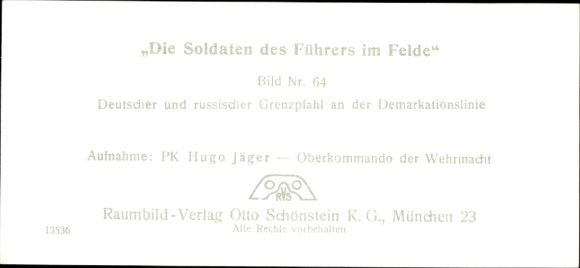 „Die Soldaten des Führers im Felde“
Bild Nr. 64
Deutscher und russischer Grenzpfahl an der Demarkationslinie
Aufnahme: PK Hugo Jäger — Oberkommando der Wehrmacht
RVS
Raumbild-Verlag Otto Schönstein K. G., München 23
13536
Alle Rechte vorbehalten